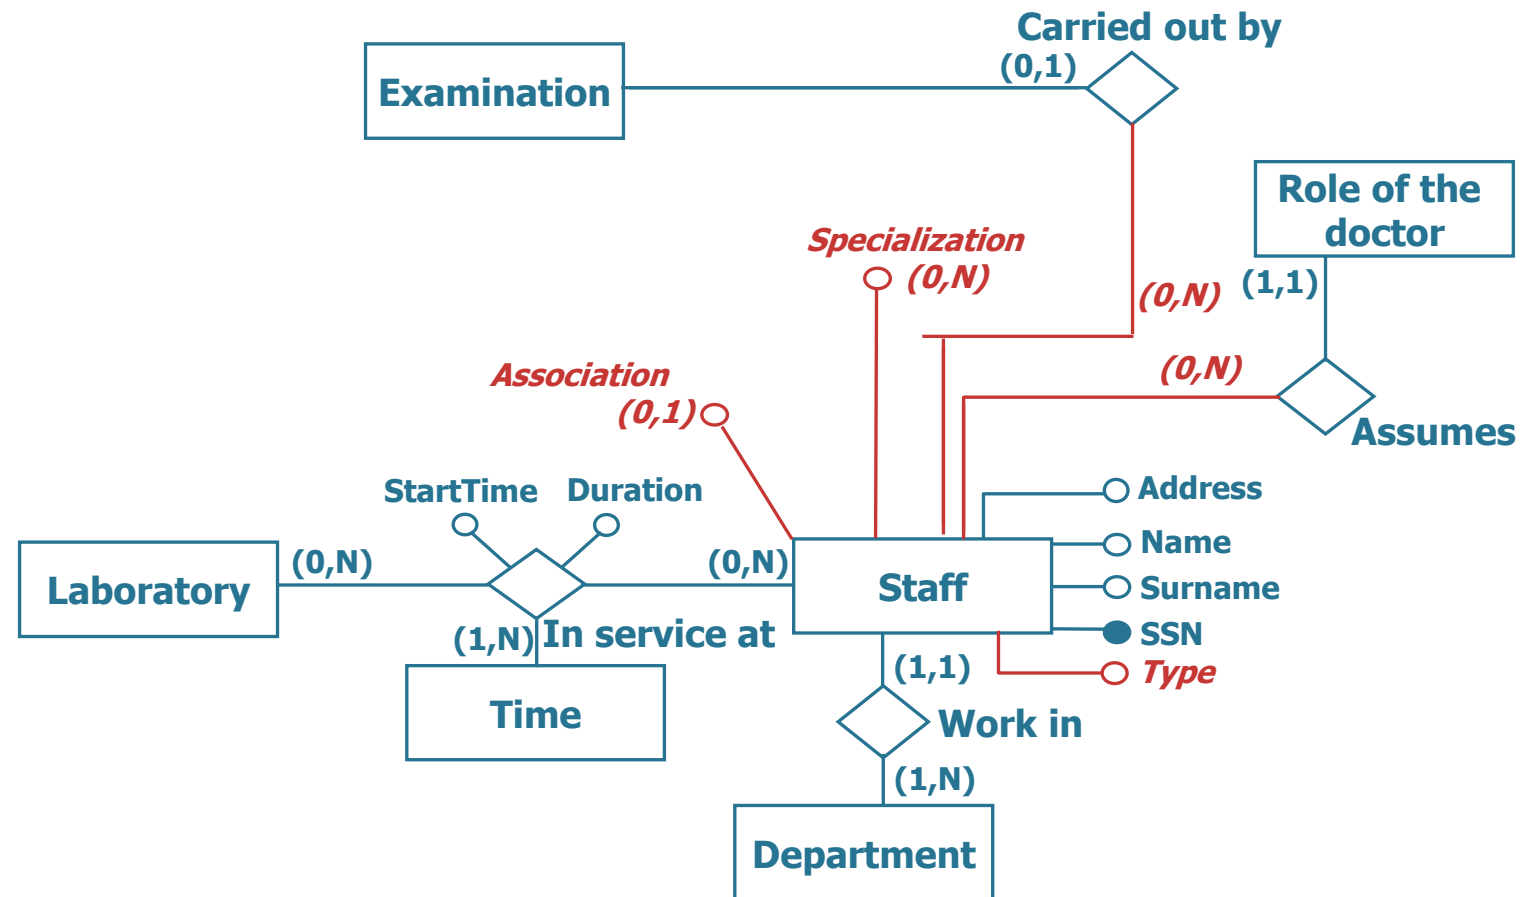 Carried out by
(0,1)
Examination
Role of the
doctor
Specialization
(0,N)
(0,N)
(1,1)
Association
(0,1)
(0,N)
Assumes
StartTime
Duration
Address
(0,N)
(0,N)
Name
Laboratory
Staff
Surname
(1,N)
In service at
SSN
(1,1)
Type
Time
Work in
(1,N)
Department